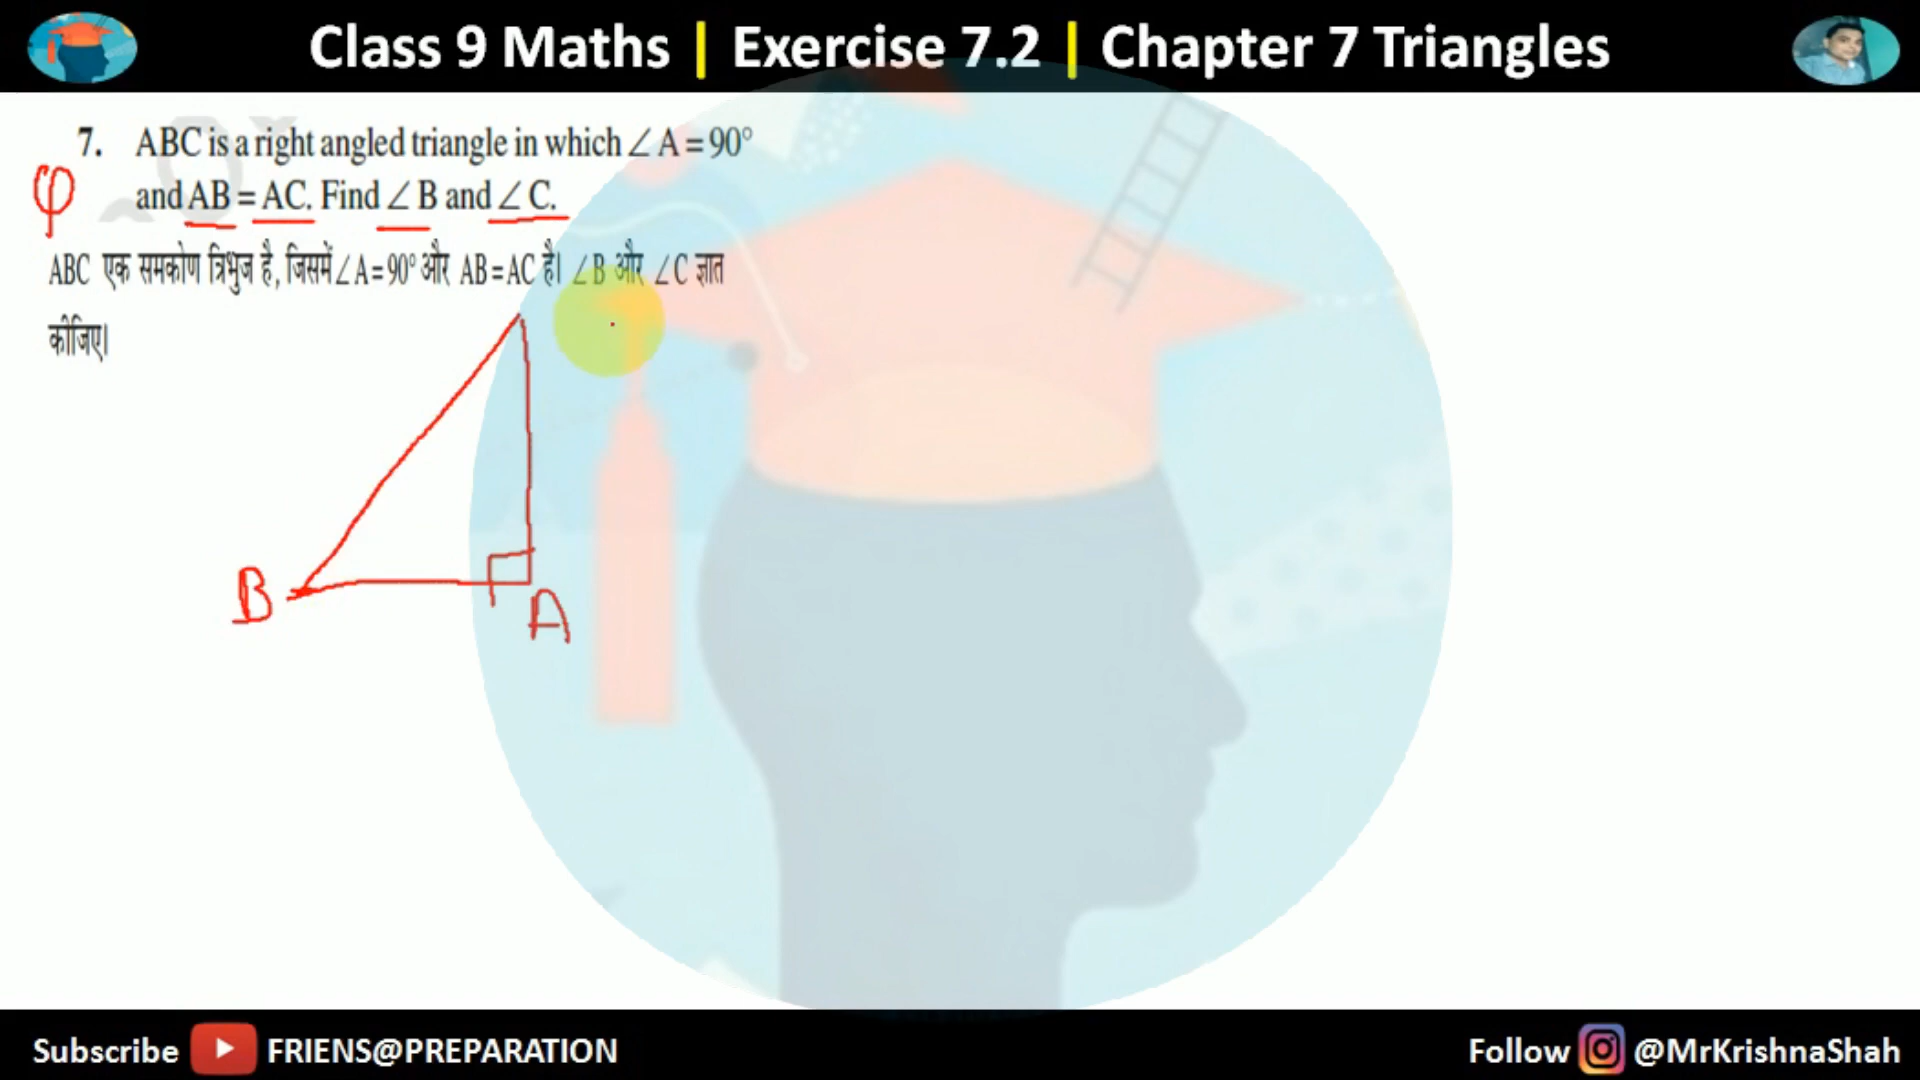 Class 9 Maths | Exercise 7.2 | Chapter 7 Triangles
7. ABC is a right angled triangle in which ∠ A = 90°
and AB = AC. Find ∠ B and ∠ C.
φ
ABC एक समकोण त्रिभुज है, जिसमें ∠A = 90° और AB = AC है। ∠B और ∠C ज्ञात
कीजिए।
B
A
Subscribe FRIENS@PREPARATION
Follow @MrKrishnaShah